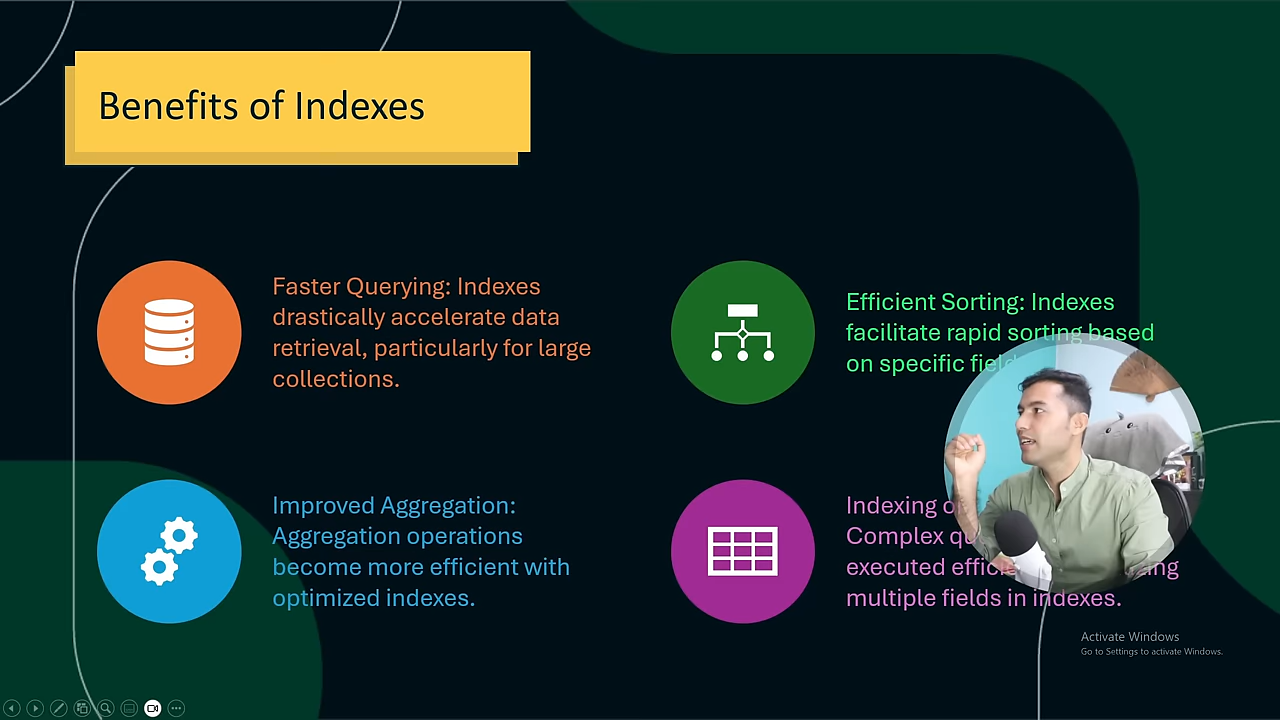 Benefits of Indexes
Faster Querying: Indexes
drastically accelerate data
retrieval, particularly for large
collections.
Efficient Sorting: Indexes
facilitate rapid sorting based
on specific
Improved Aggregation:
Aggregation operations
become more efficient with
optimized indexes.
Indexing
Complex
executed
multiple fields in indexes.
Activate Windows
Go to Settings to activate Windows.